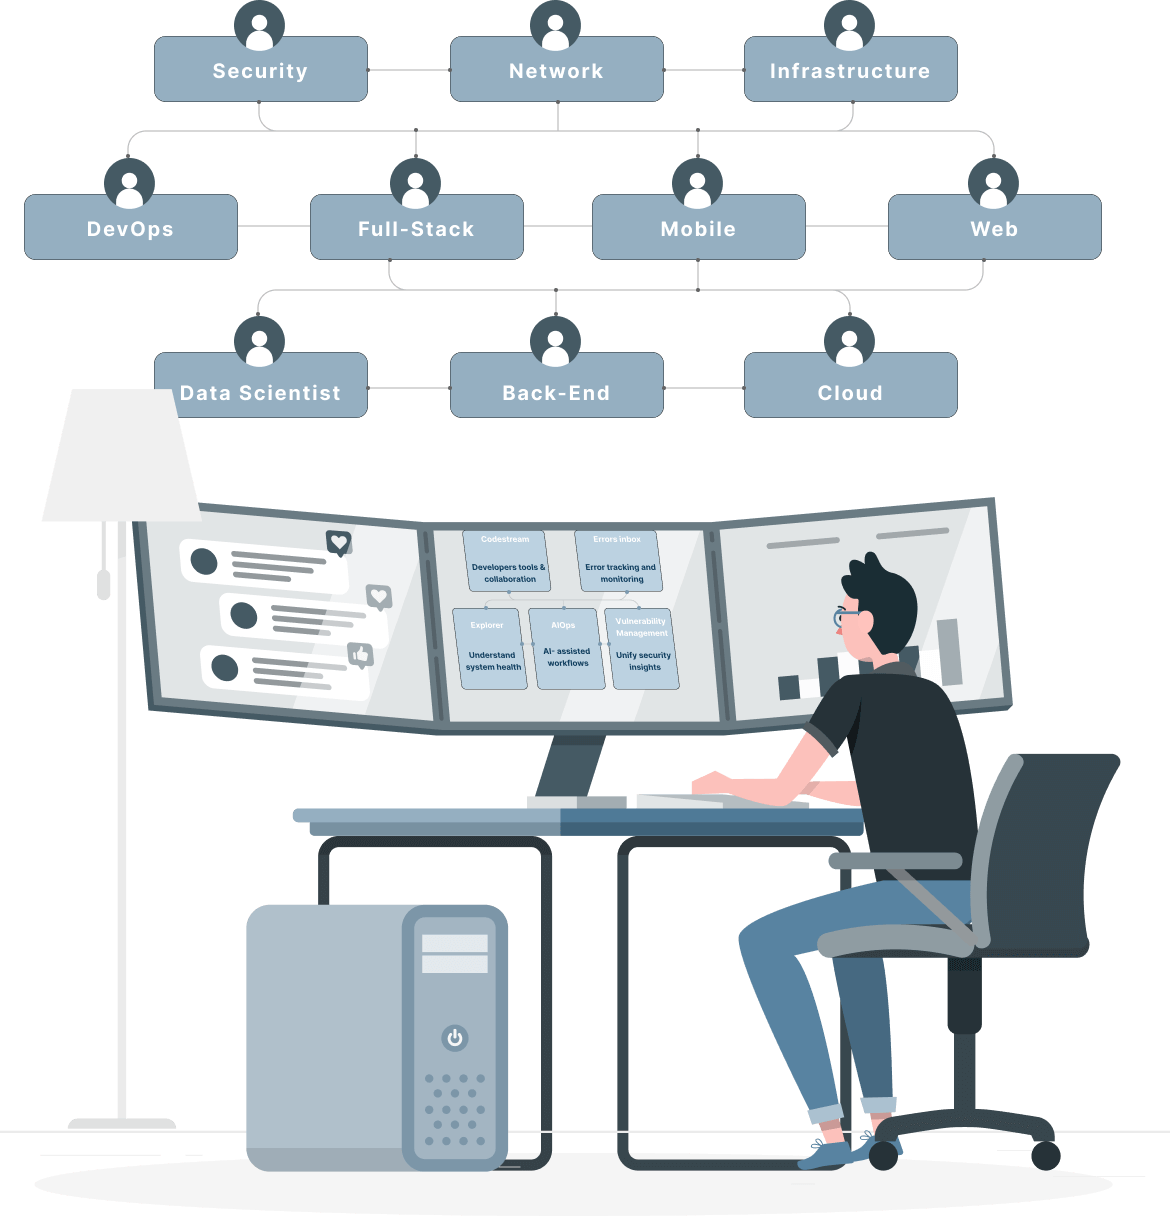 Security
Network
Infrastructure
DevOps
Full-Stack
Mobile
Web
Data Scientist
Back-End
Cloud
Codestream
Developers tools &
collaboration
Errors inbox
Error tracking and
monitoring
Explorer
Understand
system health
AIOps
AI- assisted
workflows
Vulnerability
Management
Unify security
insights